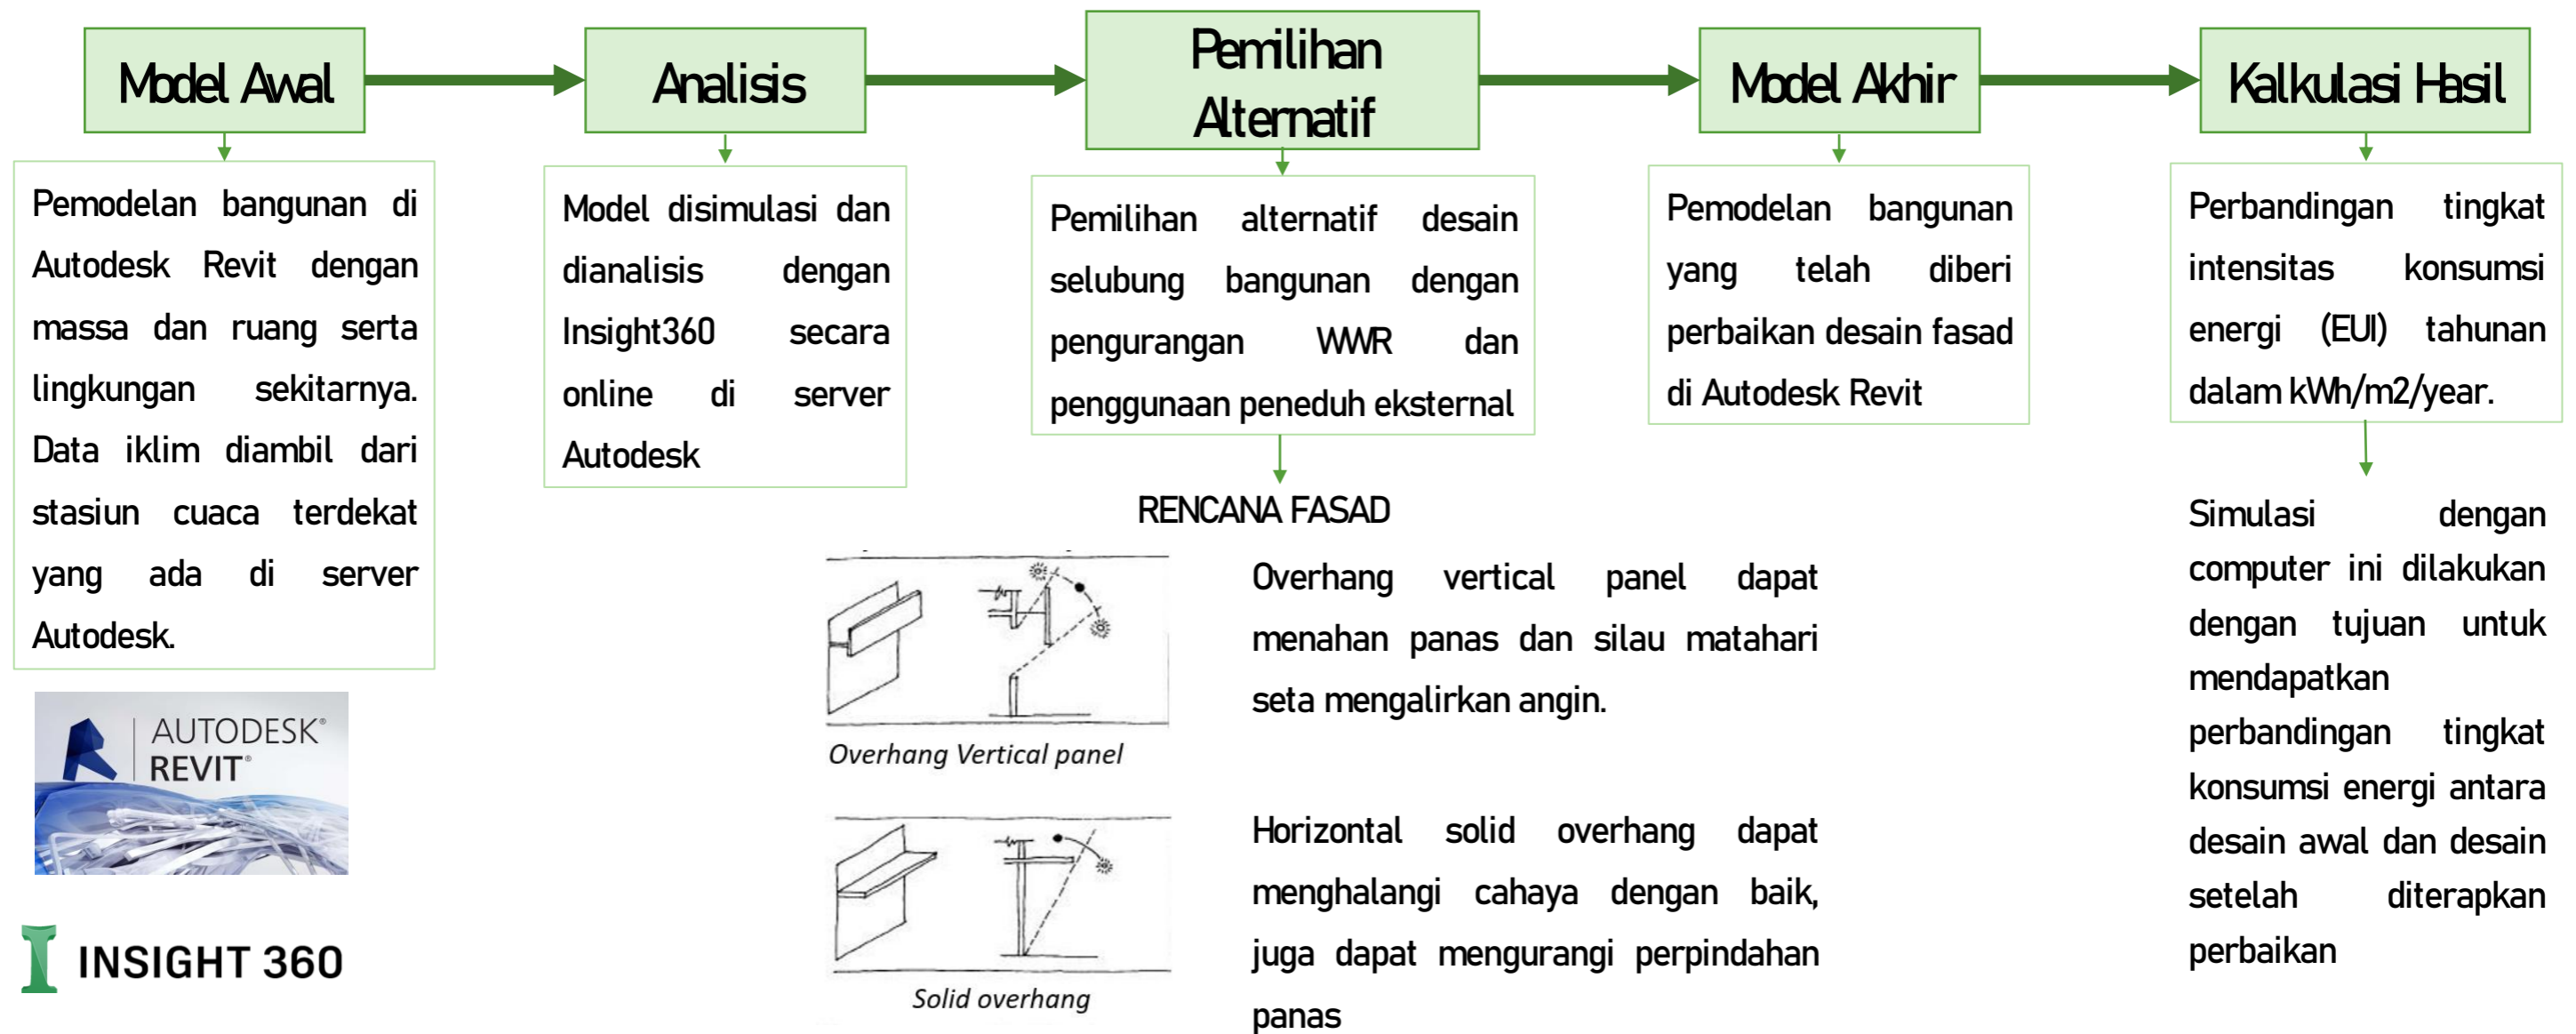 Model Awal
Analisis
Pemilihan
Alternatif
Model Akhir
Kalkulasi Hasil
Pemodelan bangunan di
Autodesk Revit dengan
massa dan ruang serta
lingkungan sekitarnya.
Data iklim diambil dari
stasiun cuaca terdekat
yang ada di server
Autodesk.
Model disimulasi dan
dianalisis dengan
Insight360 secara
online di server
Autodesk
Pemilihan alternatif desain
selubung bangunan dengan
pengurangan WWR dan
penggunaan peneduh eksternal
Pemodelan bangunan
yang telah diberi
perbaikan desain fasad
di Autodesk Revit
Perbandingan tingkat
intensitas konsumsi
energi (EUI) tahunan
dalam kWh/m2/year.
RENCANA FASAD
Overhang vertical panel dapat
menahan panas dan silau matahari
seta mengalirkan angin.
Overhang Vertical panel
Horizontal solid overhang dapat
menghalangi cahaya dengan baik,
juga dapat mengurangi perpindahan
panas
Solid overhang
Simulasi dengan
computer ini dilakukan
dengan tujuan untuk
mendapatkan
perbandingan tingkat
konsumsi energi antara
desain awal dan desain
setelah diterapkan
perbaikan
AUTODESK®
REVIT®
INSIGHT 360